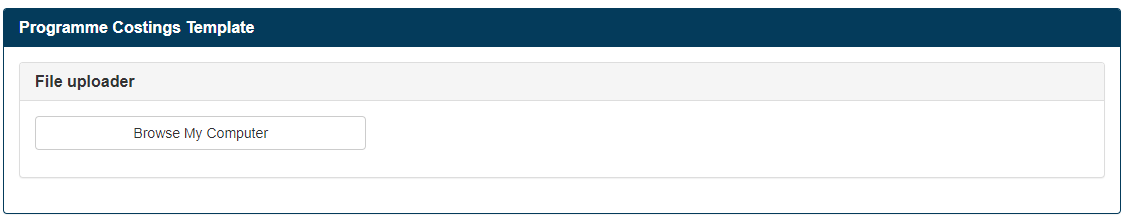 Programme Costings Template
File uploader
Browse My Computer